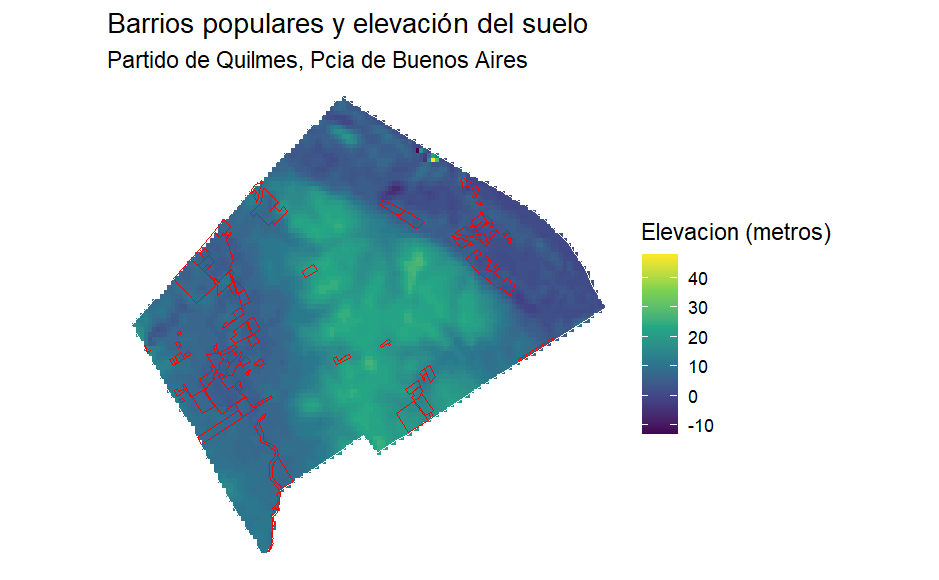 Barrios populares y elevación del suelo
Partido de Quilmes, Pcia de Buenos Aires
Elevacion (metros)
40
30
20
10
0
-10